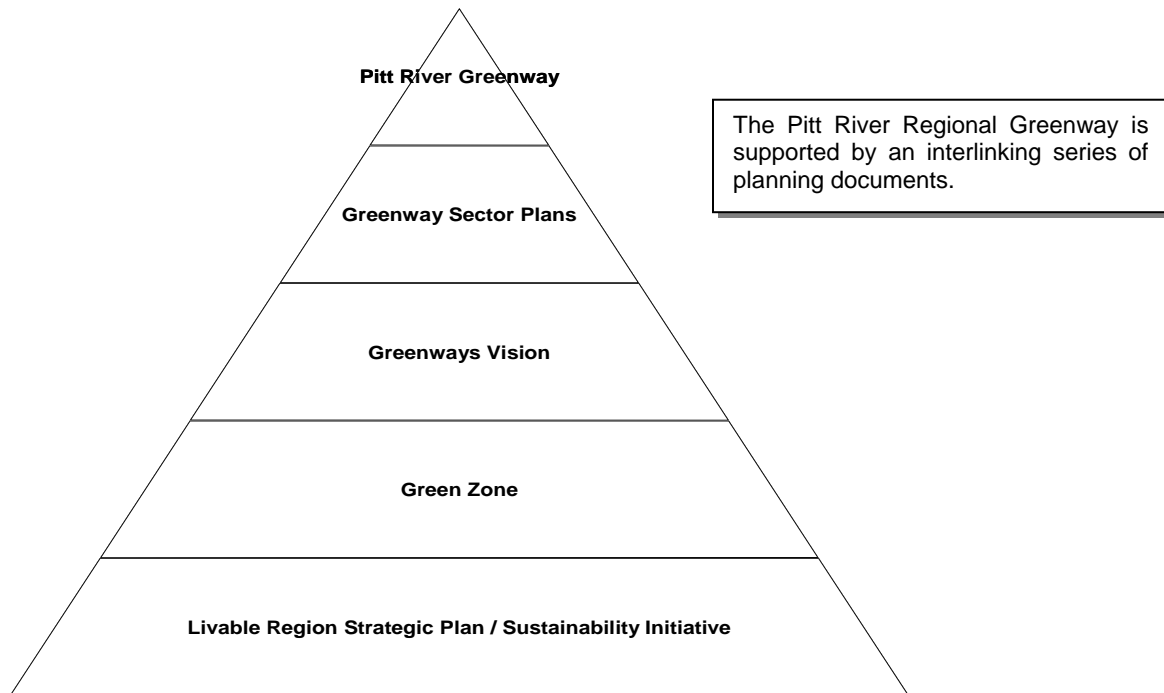 Pitt River Greenway
The Pitt River Regional Greenway is
supported by an interlinking series of
planning documents.
Greenway Sector Plans
Greenways Vision
Green Zone
Livable Region Strategic Plan / Sustainability Initiative